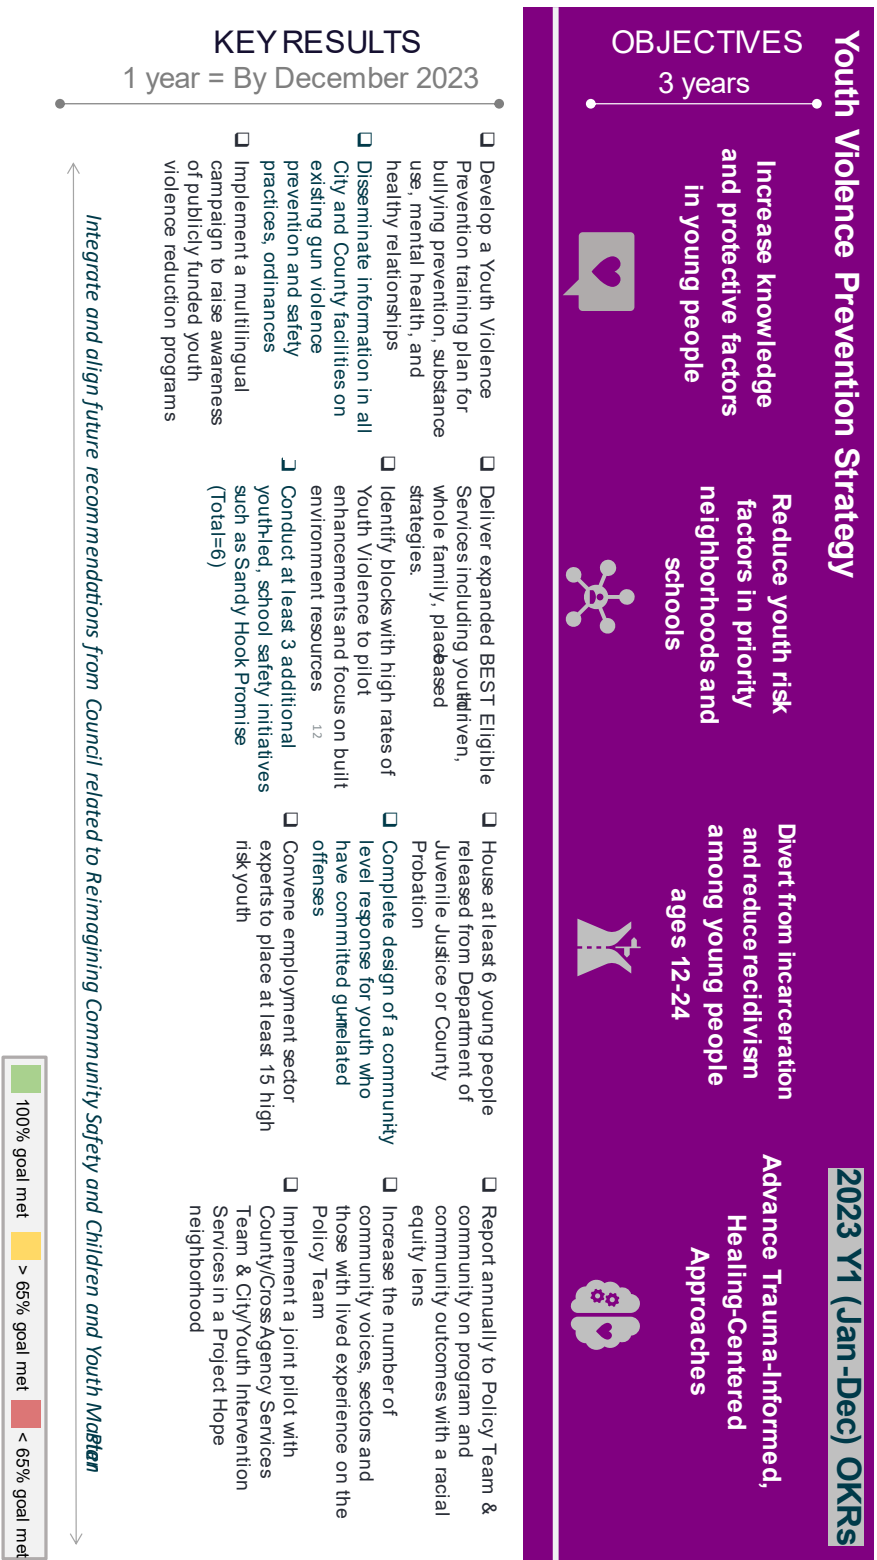 Youth Violence Prevention Strategy
2023 Y1 (Jan-Dec) OKRs
OBJECTIVES
3 years
Increase knowledge
and protective factors
in young people
Reduce youth risk
factors in priority
neighborhoods and
schools
Divert from incarceration
and reduce recidivism
among young people
ages 12-24
Advance Trauma-Informed,
Healing-Centered
Approaches
KEY RESULTS
1 year = By December 2023
❑ Develop a Youth Violence
Prevention training plan for
bullying prevention, substance
use, mental health, and
healthy relationships
❑ Disseminate information in all
City and County facilities on
existing gun violence
prevention and safety
practices, ordinances
❑ Implement a multilingual
campaign to raise awareness
of publicly funded youth
violence reduction programs
❑ Deliver expanded BEST Eligible
Services including youth-driven,
whole family, place-based
strategies.
❑ Identify blocks with high rates of
Youth Violence to pilot
enhancements and focus on built
environment resources
12
❑ Conduct at least 3 additional
youth-led, school safety initiatives
such as Sandy Hook Promise
(Total=6)
❑ House at least 6 young people
released from Department of
Juvenile Justice or County
Probation
❑ Complete design of a community-
level response for youth who
have committed gun-related
offenses
❑ Convene employment sector
experts to place at least 15 high
risk youth
❑ Report annually to Policy Team &
community on program and
community outcomes with a racial
equity lens
❑ Increase the number of
community voices, sectors and
those with lived experience on the
Policy Team
❑ Implement a joint pilot with
County/Cross Agency Services
Team & City/Youth Intervention
Services in a Project Hope
neighborhood
Integrate and align future recommendations from Council related to Reimagining Community Safety and Children and Youth Master Plan
100% goal met
> 65% goal met
< 65% goal met